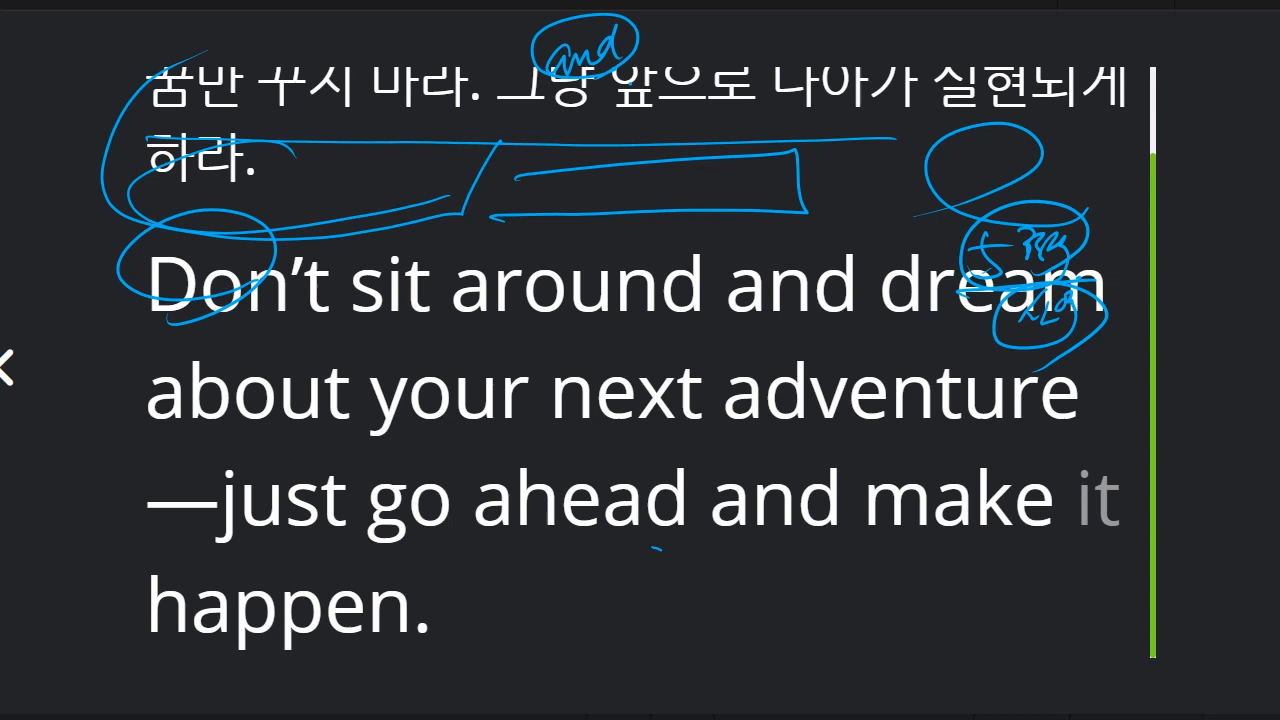 and
꿈만 꾸지 마라. 그냥 앞으로 나아가 실현되게
하라.
Don’t sit around and dream
about your next adventure
—just go ahead and make it
happen.